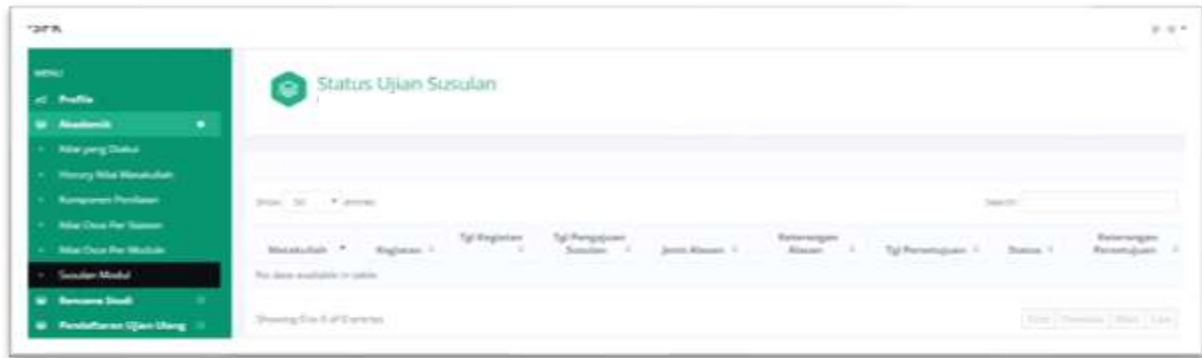 MENU
Profile
Akademik
Nilai yang Diakui
History Nilai Matakuliah
Komponen Penilaian
Nilai Osce Per Station
Nilai Osce Per Module
Susulan Modul
Rencana Studi
Pendaftaran Ujian Ulang
Status Ujian Susulan
Show 50 entries
Search:
Matakuliah Kegiatan Tgl Kegiatan Tgl Pengajuan Susulan Jenis Alasan Keterangan Alasan Tgl Persetujuan Status Keterangan Persetujuan
No data available in table
Showing 0 to 0 of 0 entries
First Previous Next Last